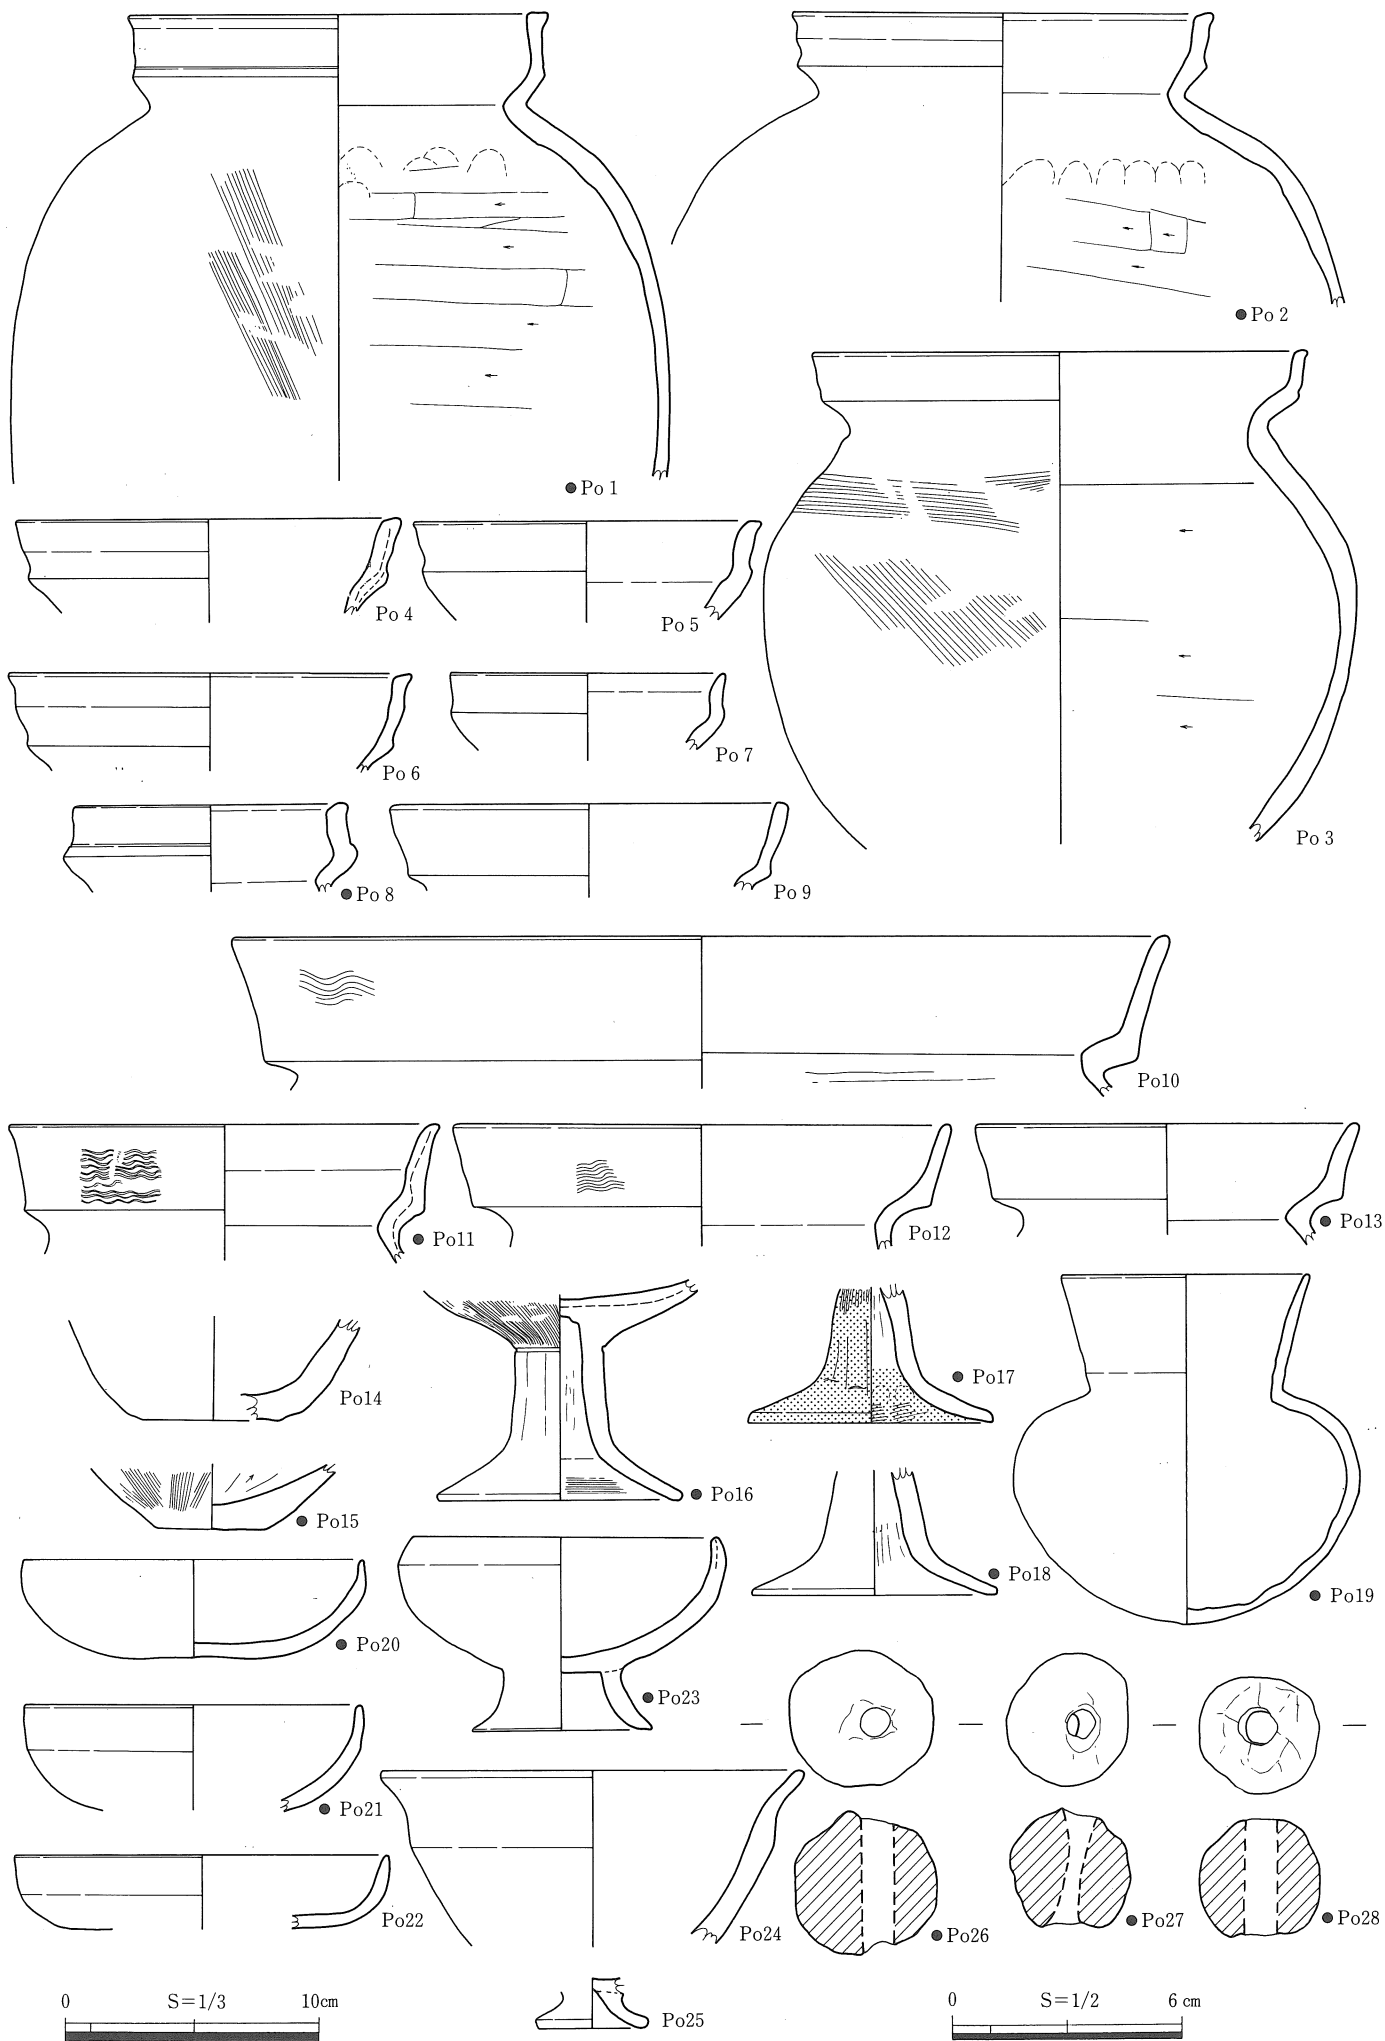 ●Po 1
●Po 2
Po 3
Po 4
Po 5
Po 6
Po 7
●Po 8
Po 9
Po10
●Po11
Po12
●Po13
Po14
●Po15
●Po16
●Po17
●Po18
●Po19
●Po20
●Po21
Po22
●Po23
Po24
Po25
●Po26
●Po27
●Po28
0 S=1/3 10cm
0 S=1/2 6 cm